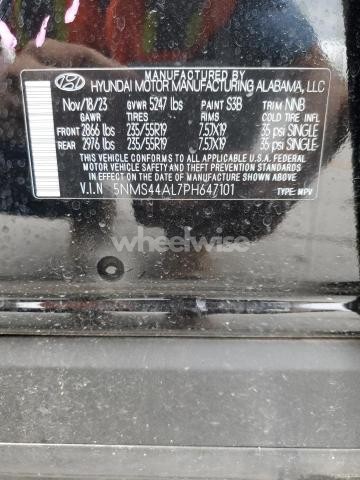 MANUFACTURED BY
HYUNDAI MOTOR MANUFACTURING ALABAMA, LLC
Nov/18/23 GVWR 5247 lbs PAINT S3B TRIM NNB
GAWR TIRES RIMS COLD TIRE INFL
FRONT 2866 lbs 235/55R19 7.5JX19 35 psi SINGLE
REAR 2976 lbs 235/55R19 7.5JX19 35 psi SINGLE
THIS VEHICLE CONFORMS TO ALL APPLICABLE FEDERAL MOTOR VEHICLE
SAFETY, BUMPER, AND THEFT PREVENTION STANDARDS IN
EFFECT ON THE DATE OF MANUFACTURE SHOWN ABOVE.
V.I.N 5NMS44AL7PH647101 TYPE: MPV
wheelwise